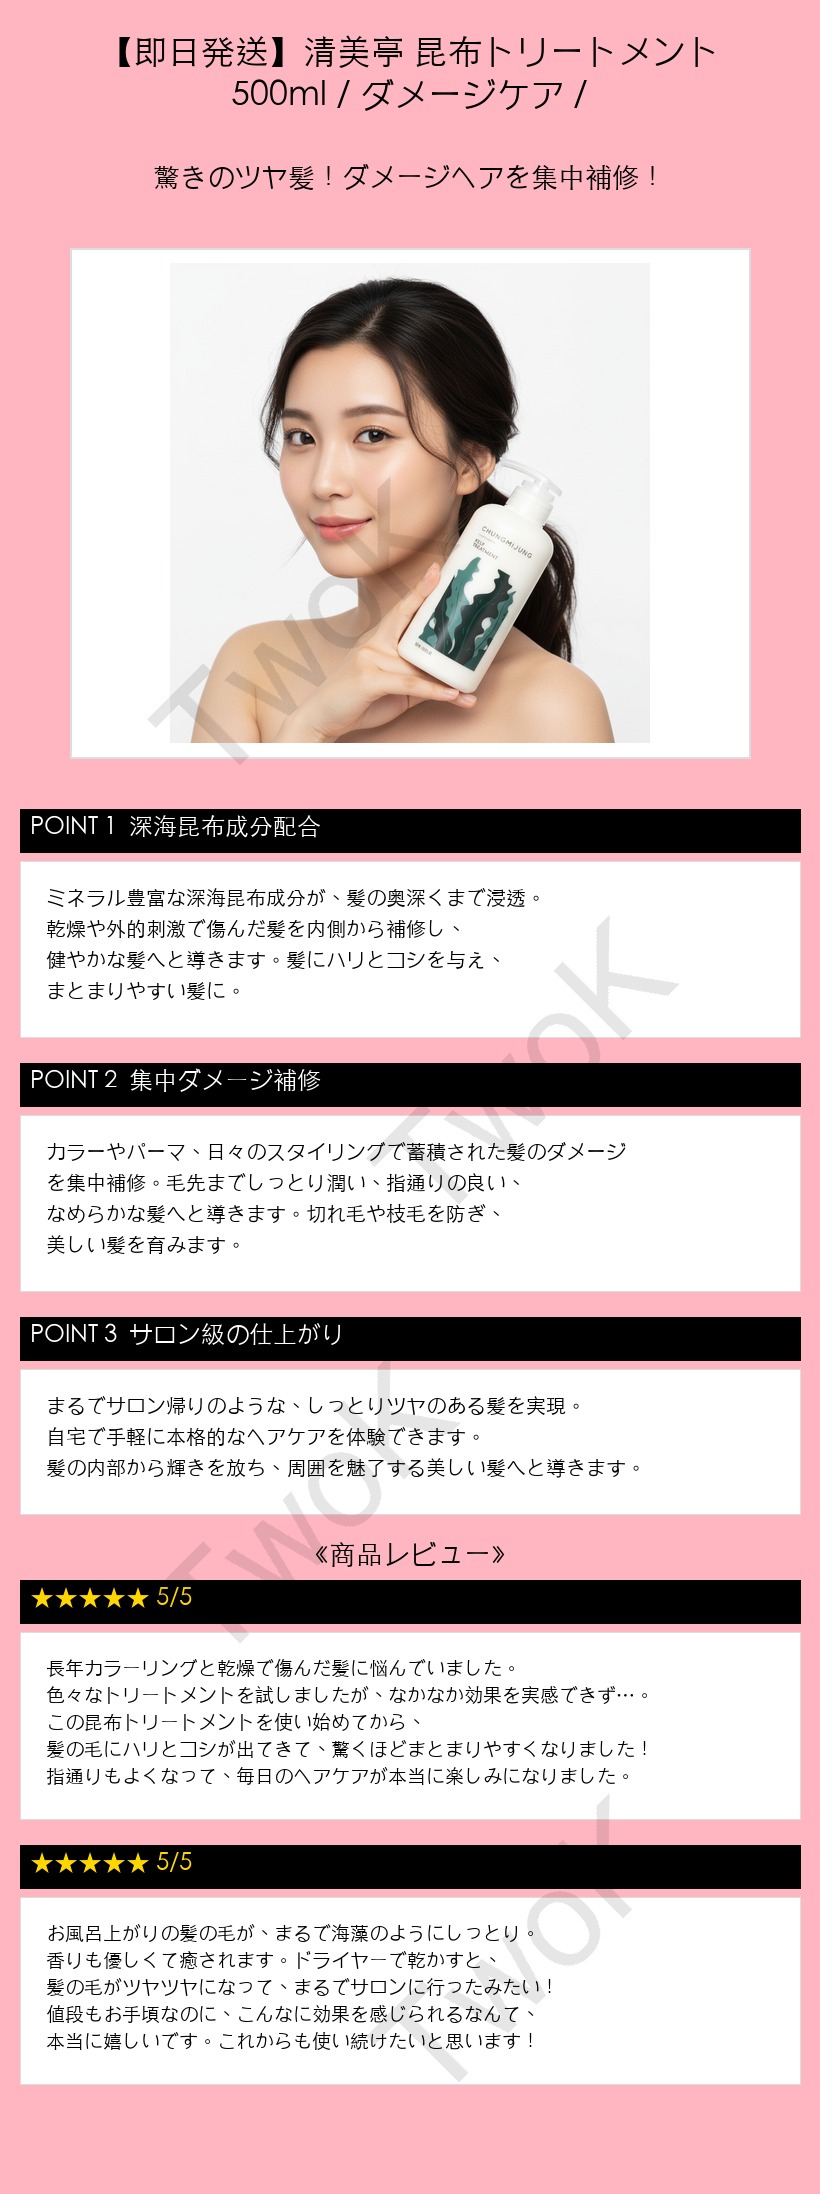 【即日発送】清美亭 昆布トリートメント
500ml / ダメージケア /
驚きのツヤ髪！ダメージヘアを集中補修！
CHUNGMIJUNG
KELP
TREATMENT
TwoK
POINT 1 深海昆布成分配合
ミネラル豊富な深海昆布成分が、髪の奥深くまで浸透。
乾燥や外的刺激で傷んだ髪を内側から補修し、
健やかな髪へと導きます。髪にハリとコシを与え、
まとまりやすい髪に。
TwoK
POINT 2 集中ダメージ補修
カラーやパーマ、日々のスタイリングで蓄積された髪のダメージ
を集中補修。毛先までしっとり潤い、指通りの良い、
なめらかな髪へと導きます。切れ毛や枝毛を防ぎ、
美しい髪を育みます。
POINT 3 サロン級の仕上がり
まるでサロン帰りのような、しっとりツヤのある髪を実現。
自宅で手軽に本格的なヘアケアを体験できます。
髪の内部から輝きを放ち、周囲を魅了する美しい髪へと導きます。
TwoK
《商品レビュー》
★★★★★ 5/5
長年カラーリングと乾燥で傷んだ髪に悩んでいました。
色々なトリートメントを試しましたが、なかなか効果を実感できず…。
この昆布トリートメントを使い始めてから、
髪の毛にハリとコシが出てきて、驚くほどまとまりやすくなりました！
指通りもよくなって、毎日のヘアケアが本当に楽しみになりました。
★★★★★ 5/5
お風呂上がりの髪の毛が、まるで海藻のようにしっとり。
香りも優しくて癒されます。ドライヤーで乾かすと、
髪の毛がツヤツヤになって、まるでサロンに行ったみたい！
値段もお手頃なのに、こんなに効果を感じられるなんて、
本当に嬉しいです。これからも使い続けたいと思います！
TwoK